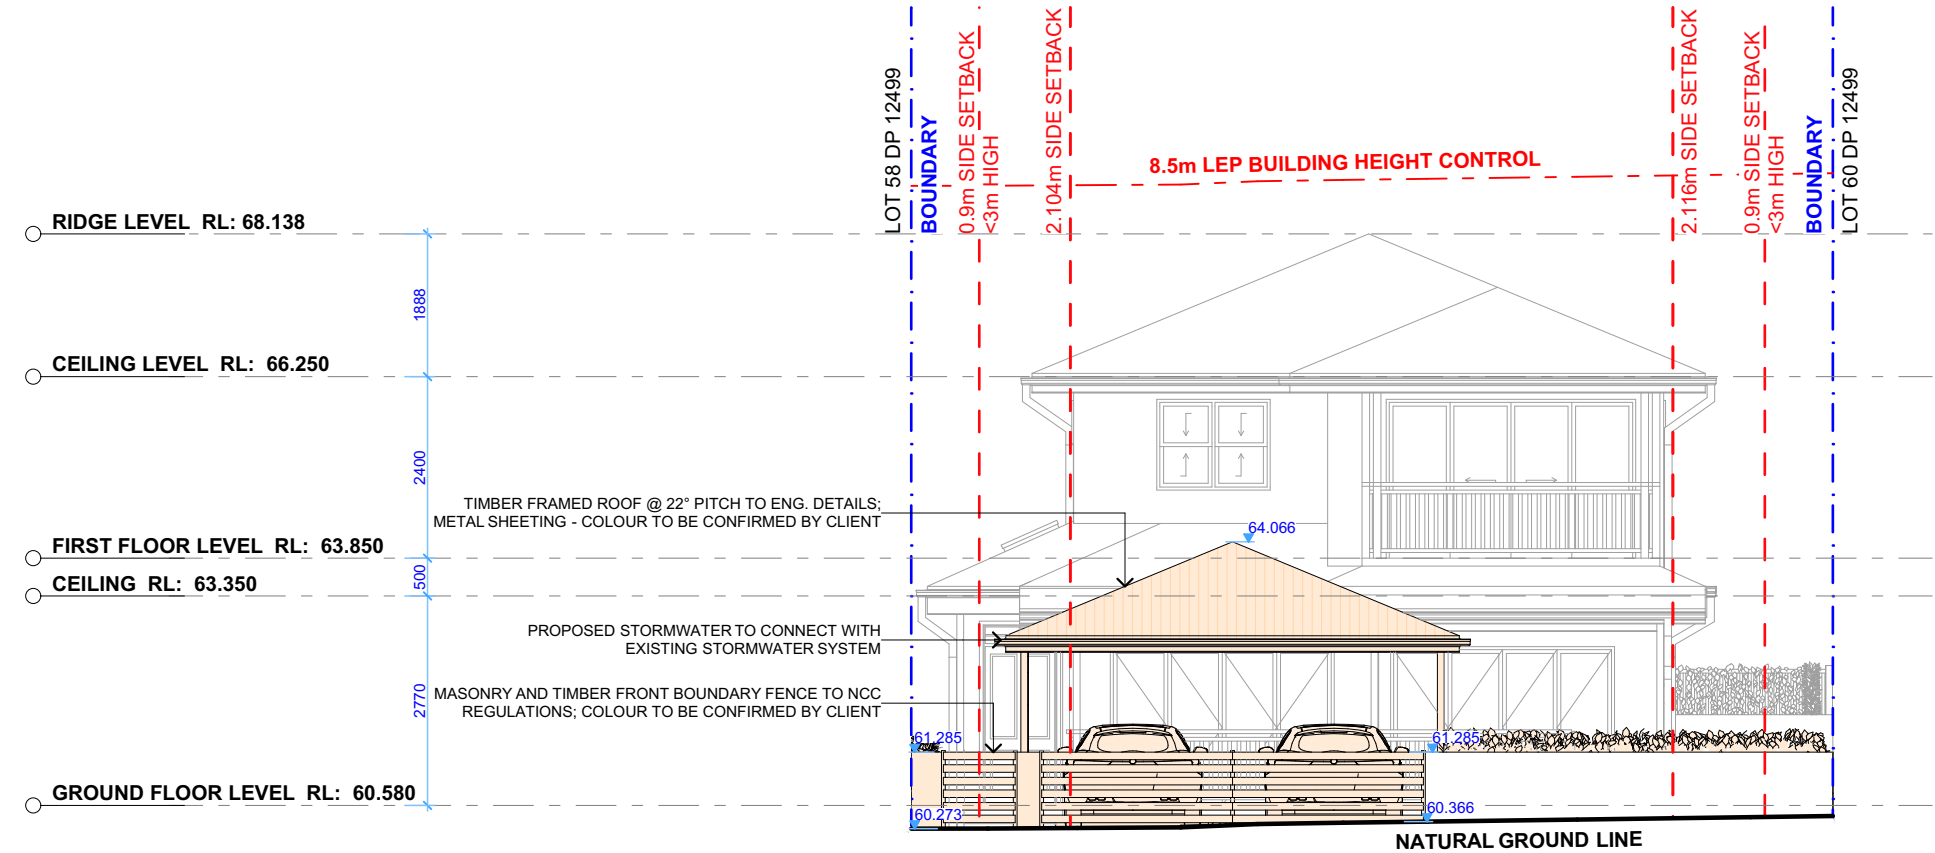 LOT 58 DP 12499
BOUNDARY
0.9m SIDE SETBACK
<3m HIGH
2.104m SIDE SETBACK
8.5m LEP BUILDING HEIGHT CONTROL
2.116m SIDE SETBACK
0.9m SIDE SETBACK
<3m HIGH
BOUNDARY
LOT 60 DP 12499
RIDGE LEVEL RL: 68.138
1888
CEILING LEVEL RL: 66.250
2400
TIMBER FRAMED ROOF @ 22° PITCH TO ENG. DETAILS;
METAL SHEETING - COLOUR TO BE CONFIRMED BY CLIENT
64.066
FIRST FLOOR LEVEL RL: 63.850
500
CEILING RL: 63.350
PROPOSED STORMWATER TO CONNECT WITH
EXISTING STORMWATER SYSTEM
2770
MASONRY AND TIMBER FRONT BOUNDARY FENCE TO NCC
REGULATIONS; COLOUR TO BE CONFIRMED BY CLIENT
61.285
61.285
GROUND FLOOR LEVEL RL: 60.580
60.273
60.366
NATURAL GROUND LINE